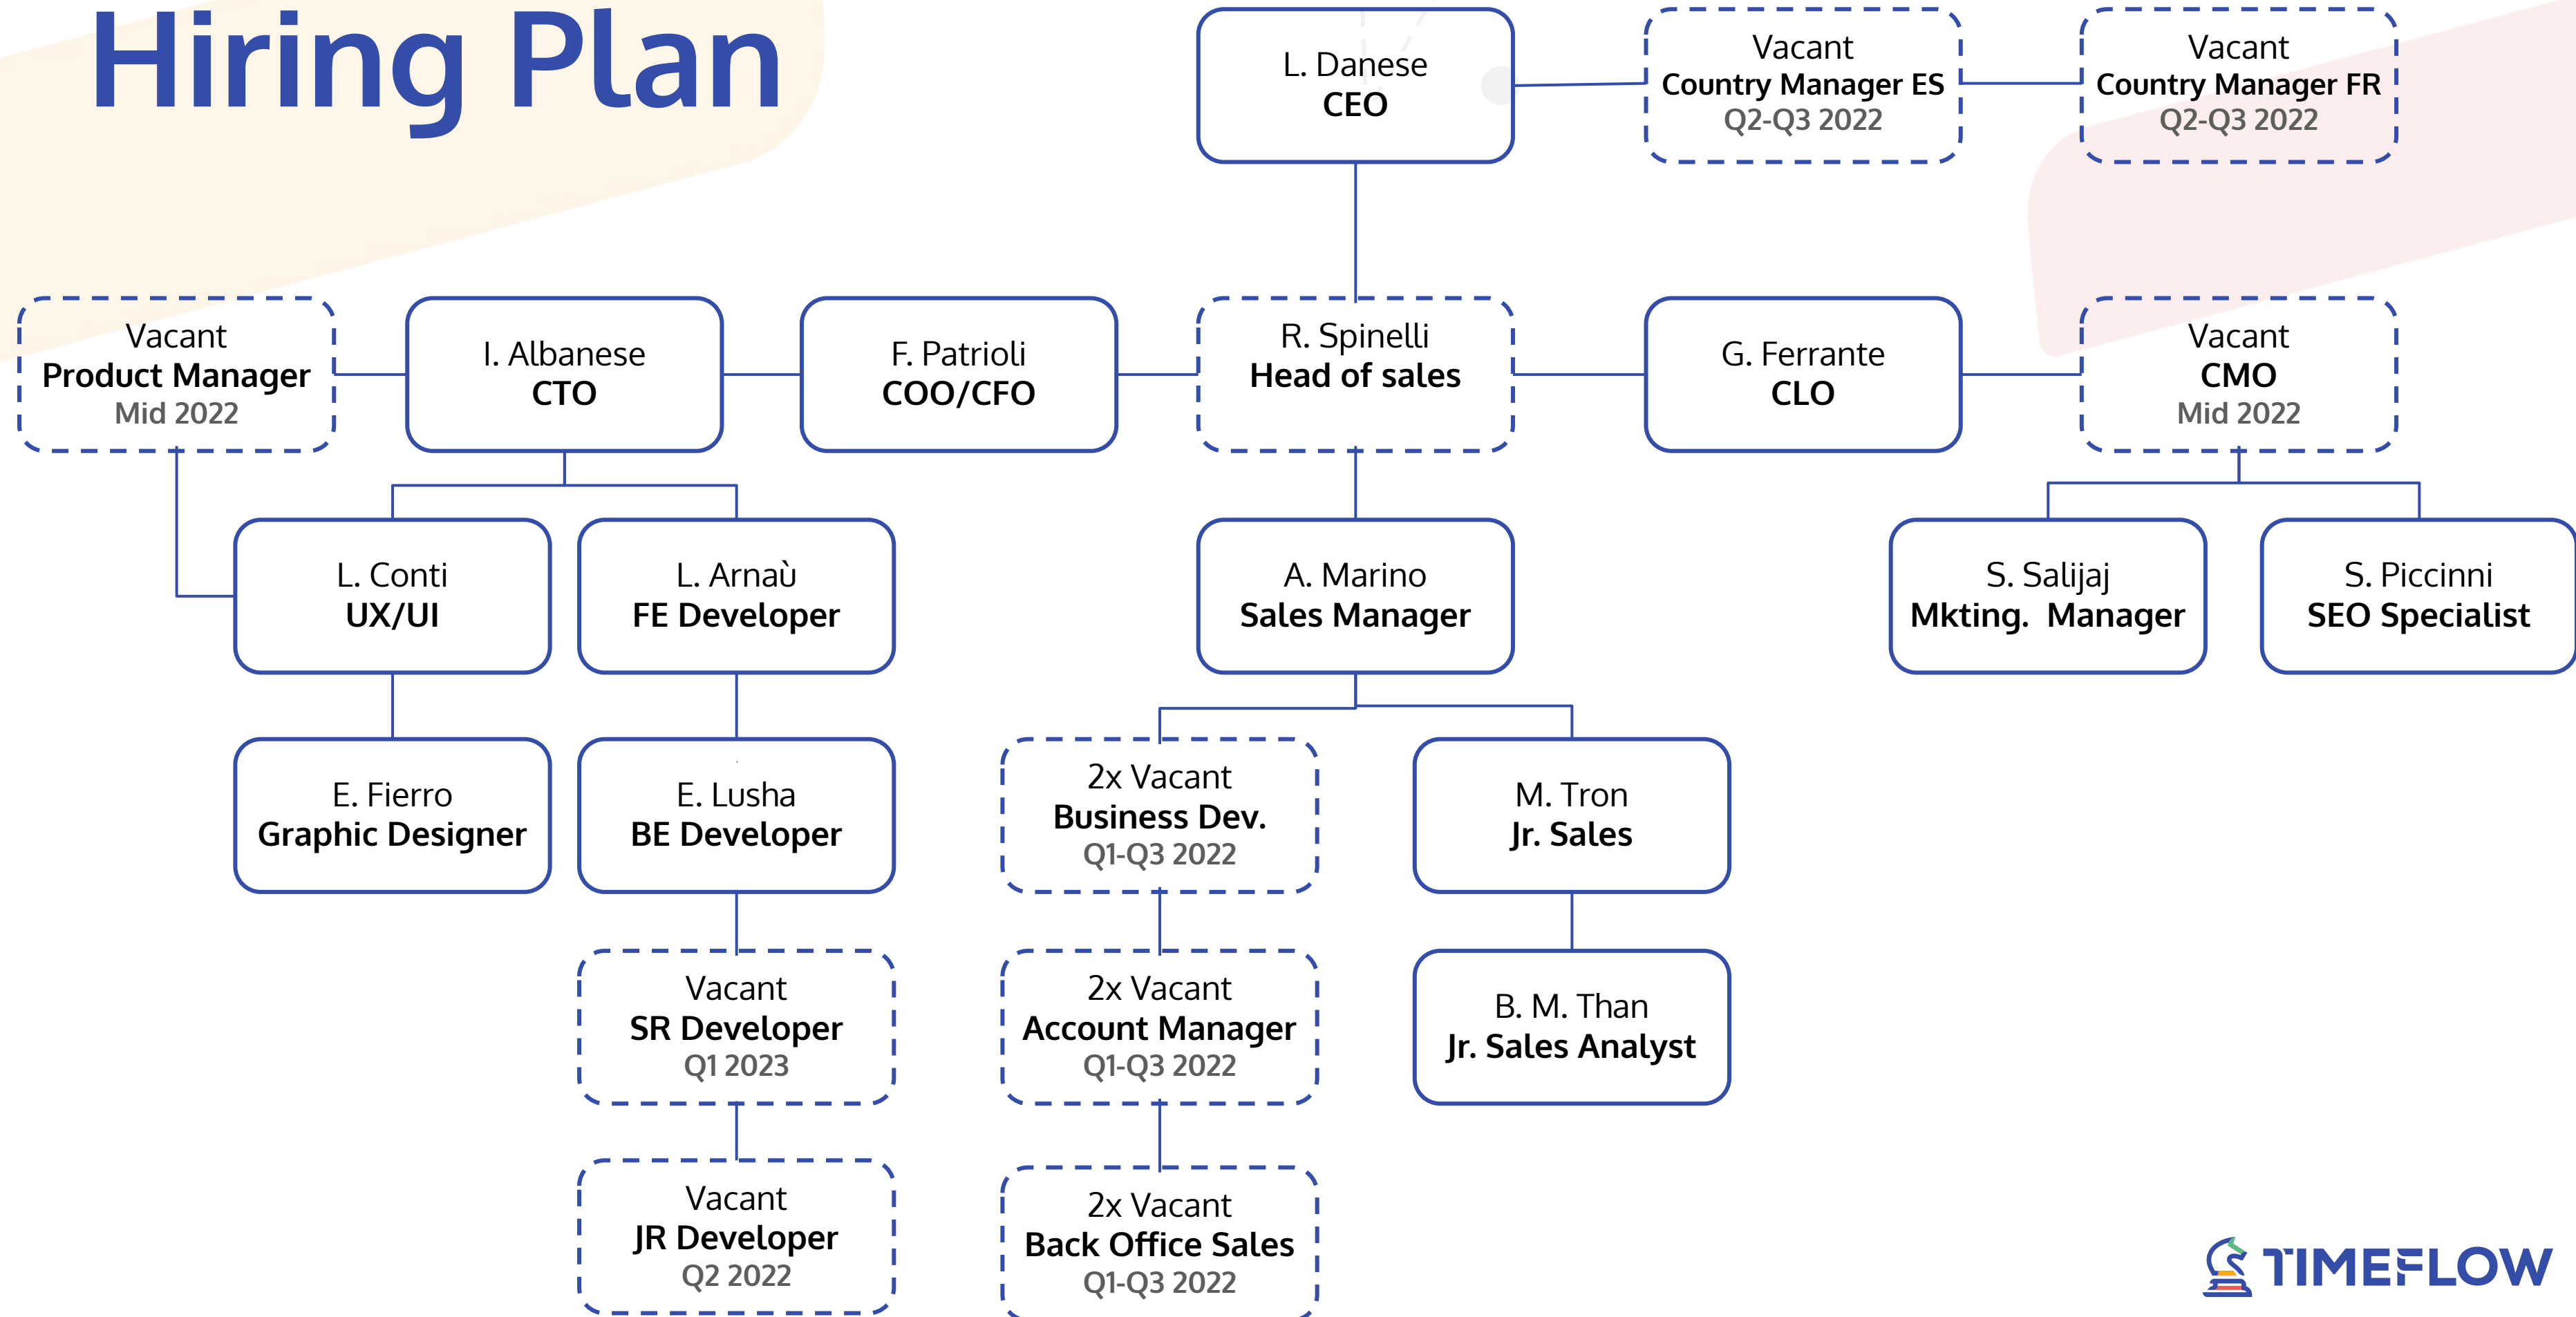 Hiring Plan
L. Danese
CEO
Vacant
Country Manager ES
Q2-Q3 2022
Vacant
Country Manager FR
Q2-Q3 2022
Vacant
Product Manager
Mid 2022
I. Albanese
CTO
F. Patrioli
COO/CFO
R. Spinelli
Head of sales
G. Ferrante
CLO
Vacant
CMO
Mid 2022
L. Conti
UX/UI
L. Arnaù
FE Developer
A. Marino
Sales Manager
S. Salijaj
Mkting.  Manager
S. Piccinni
SEO Specialist
E. Fierro
Graphic Designer
E. Lusha
BE Developer
2x Vacant
Business Dev.
Q1-Q3 2022
M. Tron
Jr. Sales
Vacant
SR Developer
Q1 2023
2x Vacant
Account Manager
Q1-Q3 2022
B. M. Than
Jr. Sales Analyst
Vacant
JR Developer
Q2 2022
2x Vacant
Back Office Sales
Q1-Q3 2022
TIMEFLOW